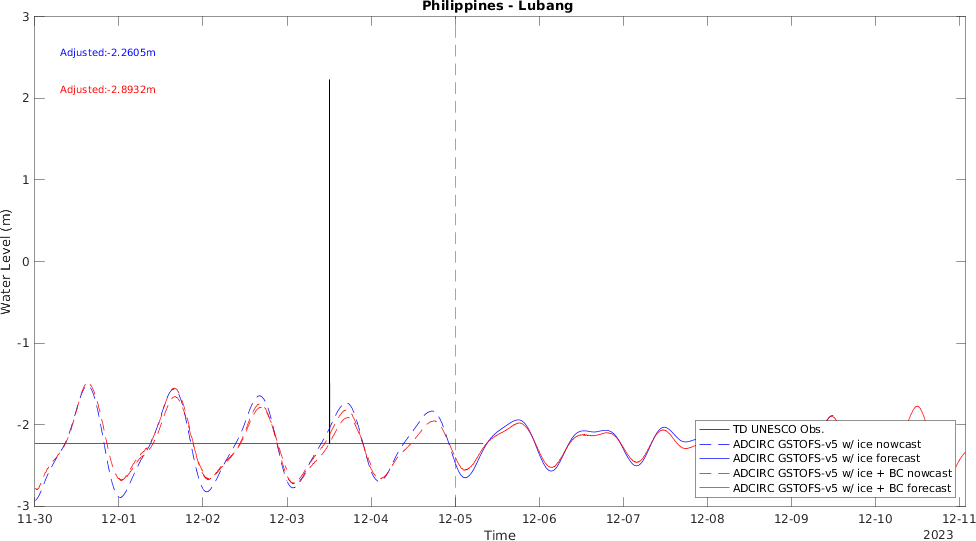 Philippines - Lubang
Adjusted:-2.2605m
Adjusted:-2.8932m
Water Level (m)
3
2
1
0
-1
-2
-3
TD UNESCO Obs.
ADCIRC GSTOFS-v5 w/ ice nowcast
ADCIRC GSTOFS-v5 w/ ice forecast
ADCIRC GSTOFS-v5 w/ ice + BC nowcast
ADCIRC GSTOFS-v5 w/ ice + BC forecast
11-30 12-01 12-02 12-03 12-04 12-05 12-06 12-07 12-08 12-09 12-10 12-11
Time
2023